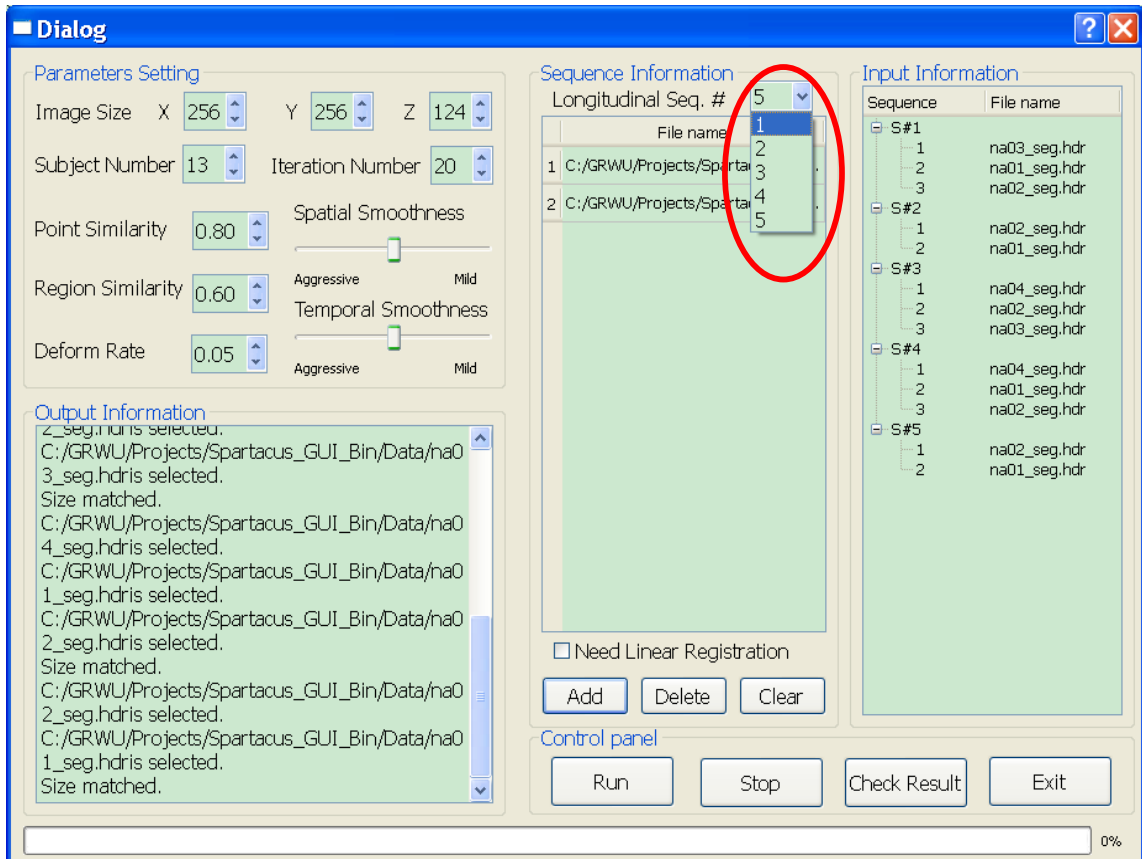 Dialog
Parameters Setting
Image Size X 256 Y 256 Z 124
Subject Number 13 Iteration Number 20
Point Similarity 0.80
Spatial Smoothness
Aggressive Mild
Region Similarity 0.60
Temporal Smoothness
Aggressive Mild
Deform Rate 0.05
Output Information
2_seg.hdris selected.
C:/GRWU/Projects/Spartacus_GUI_Bin/Data/na0
3_seg.hdris selected.
Size matched.
C:/GRWU/Projects/Spartacus_GUI_Bin/Data/na0
4_seg.hdris selected.
C:/GRWU/Projects/Spartacus_GUI_Bin/Data/na0
1_seg.hdris selected.
C:/GRWU/Projects/Spartacus_GUI_Bin/Data/na0
2_seg.hdris selected.
Size matched.
C:/GRWU/Projects/Spartacus_GUI_Bin/Data/na0
2_seg.hdris selected.
C:/GRWU/Projects/Spartacus_GUI_Bin/Data/na0
1_seg.hdris selected.
Size matched.
Sequence Information
Longitudinal Seq. # 5
1
2
3
4
5
File name
1 C:/GRWU/Projects/Sparta
2 C:/GRWU/Projects/Sparta
Need Linear Registration
Add Delete Clear
Input Information
Sequence File name
S#1
1 na03_seg.hdr
2 na01_seg.hdr
3 na02_seg.hdr
S#2
1 na02_seg.hdr
2 na01_seg.hdr
S#3
1 na04_seg.hdr
2 na02_seg.hdr
3 na03_seg.hdr
S#4
1 na04_seg.hdr
2 na01_seg.hdr
3 na02_seg.hdr
S#5
1 na02_seg.hdr
2 na01_seg.hdr
Control panel
Run Stop Check Result Exit
0%